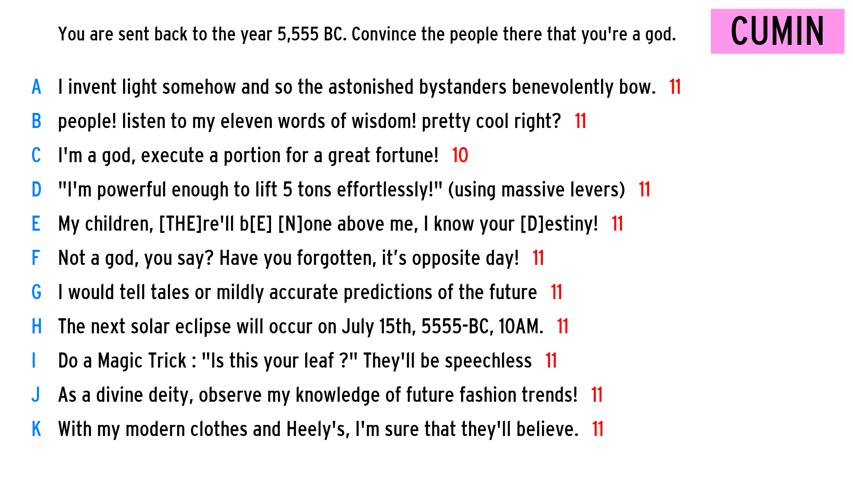 You are sent back to the year 5,555 BC. Convince the people there that you're a god.
CUMIN
A I invent light somehow and so the astonished bystanders benevolently bow. 11
B people! listen to my eleven words of wisdom! pretty cool right? 11
C I'm a god, execute a portion for a great fortune! 10
D "I'm powerful enough to lift 5 tons effortlessly!" (using massive levers) 11
E My children, [THE]re'll b[E] [N]one above me, I know your [D]estiny! 11
F Not a god, you say? Have you forgotten, it’s opposite day! 11
G I would tell tales or mildly accurate predictions of the future 11
H The next solar eclipse will occur on July 15th, 5555-BC, 10AM. 11
I Do a Magic Trick : "Is this your leaf ?" They'll be speechless 11
J As a divine deity, observe my knowledge of future fashion trends! 11
K With my modern clothes and Heely's, I'm sure that they'll believe. 11